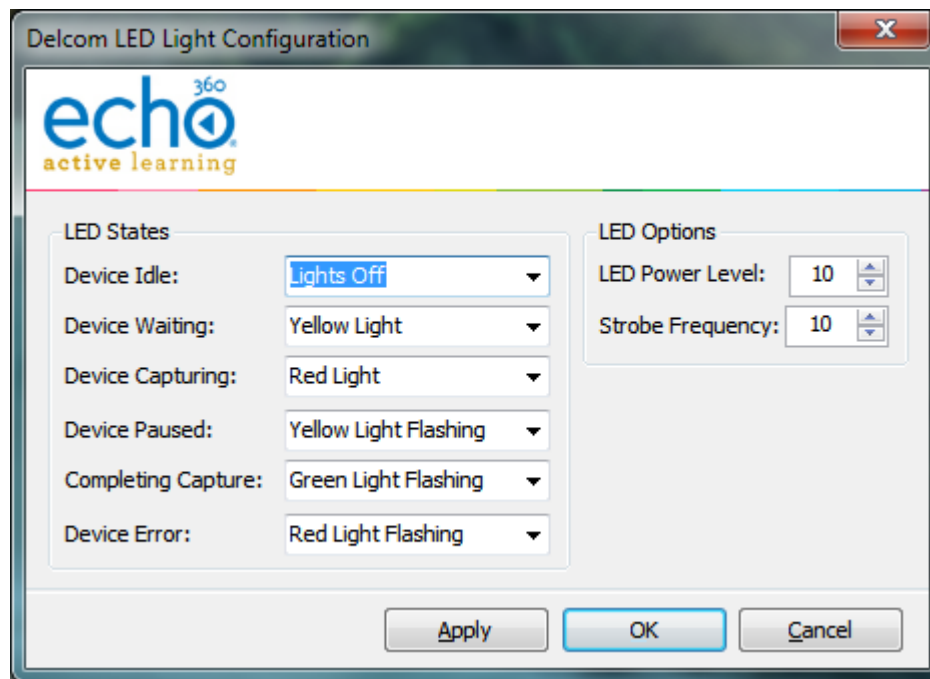 Delcom LED Light Configuration
echo360
active learning
LED States
Device Idle: Lights Off
Device Waiting: Yellow Light
Device Capturing: Red Light
Device Paused: Yellow Light Flashing
Completing Capture: Green Light Flashing
Device Error: Red Light Flashing
LED Options
LED Power Level: 10
Strobe Frequency: 10
Apply OK Cancel